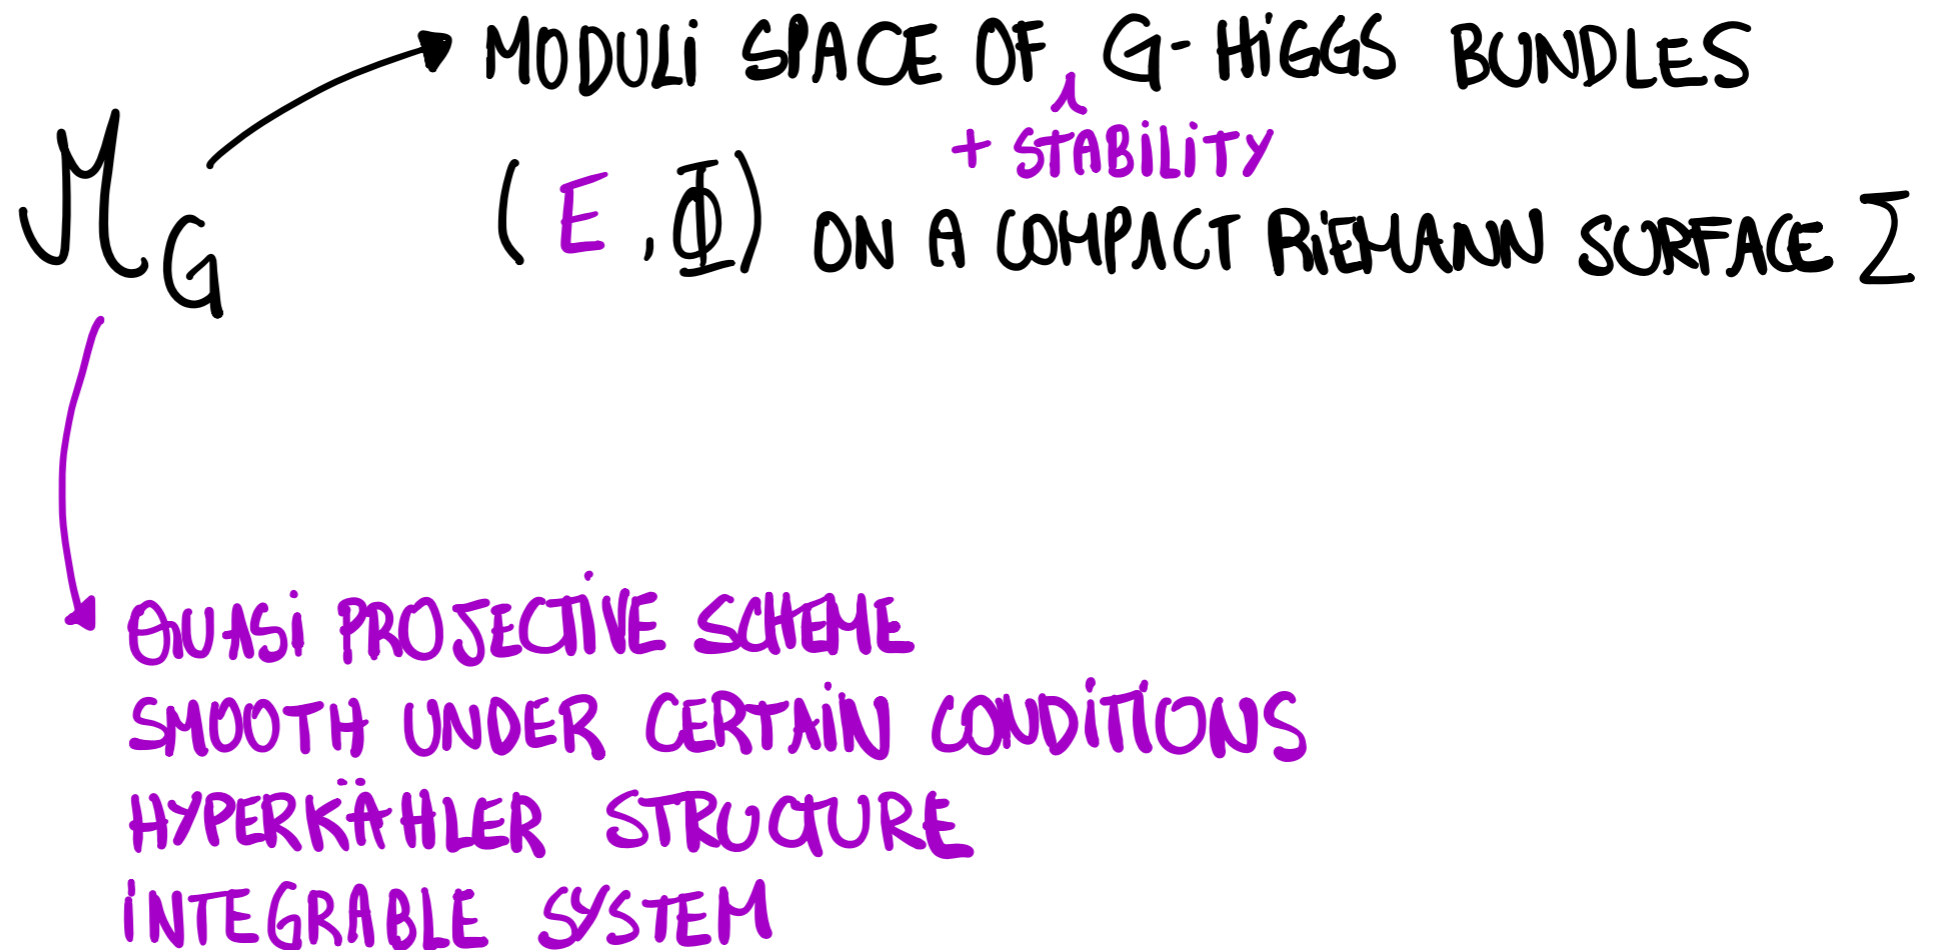 MODULi SPACE OF G-HiGGS BUNDLES
+ STABiLiTY
M_G
(E, Φ) ON A COMPACT RiEMANN SURFACE Σ
QUASi PROJECTiVE SCHEME
SMOOTH UNDER CERTAiN CONDiTiONS
HYPERKÄHLER STRUCTURE
iNTEGRABLE SYSTEM